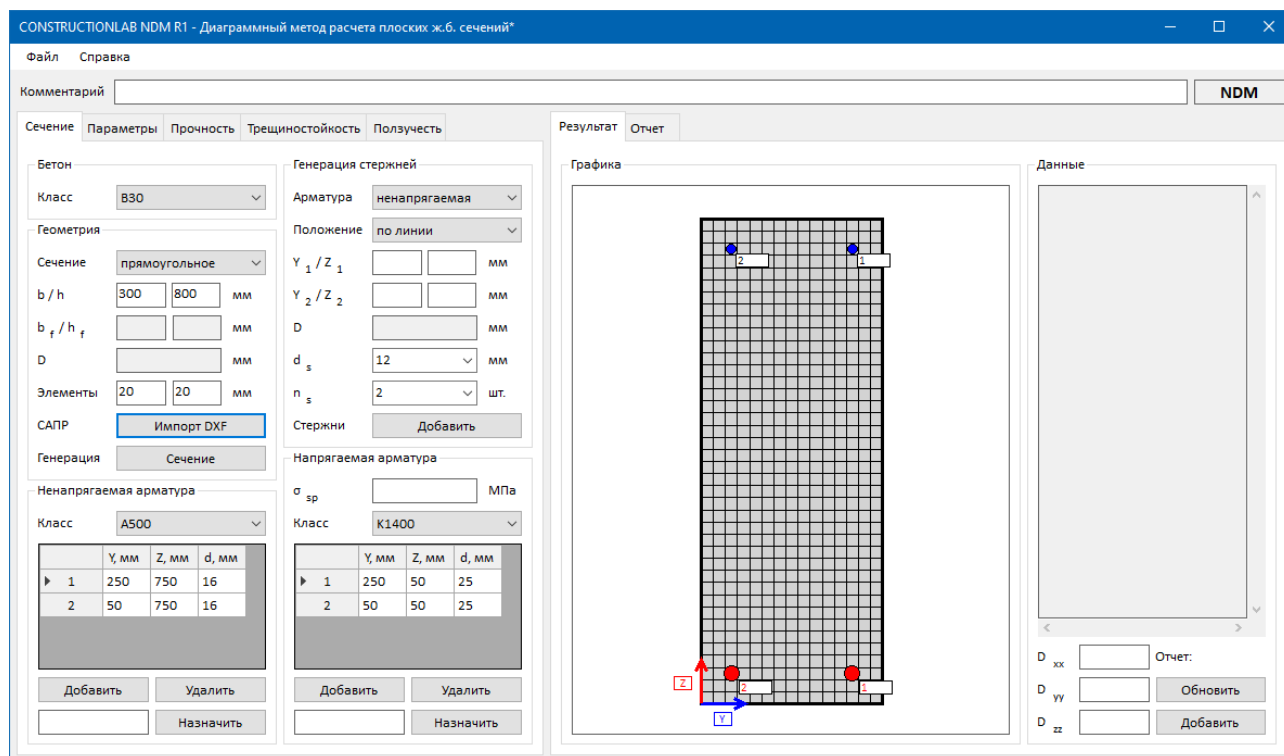 CONSTRUCTIONLAB NDM R1 - Диаграммный метод расчета плоских ж.б. сечений*
Файл Справка
Комментарий NDM
Сечение Параметры Прочность Трещиностойкость Ползучесть
Бетон
Класс B30
Геометрия
Сечение прямоугольное
b / h 300 800 мм
b f / h f мм
D мм
Элементы 20 20 мм
САПР Импорт DXF
Генерация Сечение
Ненапрягаемая арматура
Класс A500
Y, мм Z, мм d, мм
1 250 750 16
2 50 750 16
Добавить Удалить
Назначить
Генерация стержней
Арматура ненапрягаемая
Положение по линии
Y 1 / Z 1 мм
Y 2 / Z 2 мм
D мм
d s 12 мм
n s 2 шт.
Стержни Добавить
Напрягаемая арматура
σ sp МПа
Класс K1400
Y, мм Z, мм d, мм
1 250 50 25
2 50 50 25
Добавить Удалить
Назначить
Результат Отчет
Графика
2 1
2 1
Z
Y
Данные
D xx Отчет:
D yy Обновить
D zz Добавить